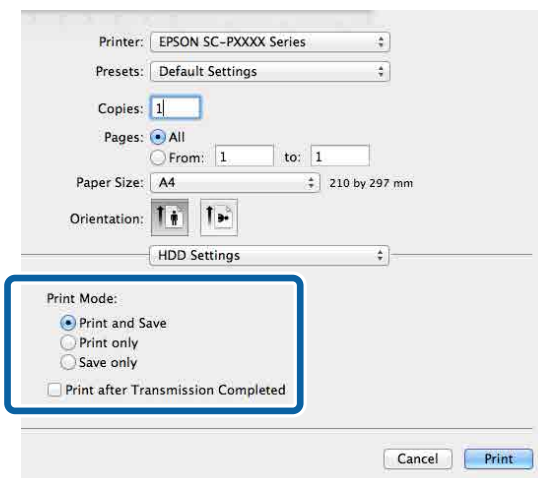 Printer: EPSON SC-PXXXX Series
Presets: Default Settings
Copies: 1
Pages: All
From: 1 to: 1
Paper Size: A4 210 by 297 mm
Orientation:
HDD Settings
Print Mode:
Print and Save
Print only
Save only
Print after Transmission Completed
Cancel Print